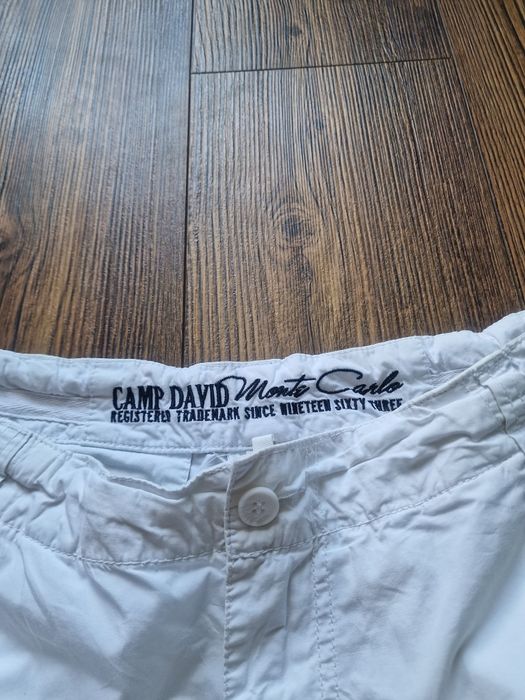 CAMP DAVID Monte Carlo
REGISTERED TRADEMARK SINCE NINETEEN SIXTY THREE